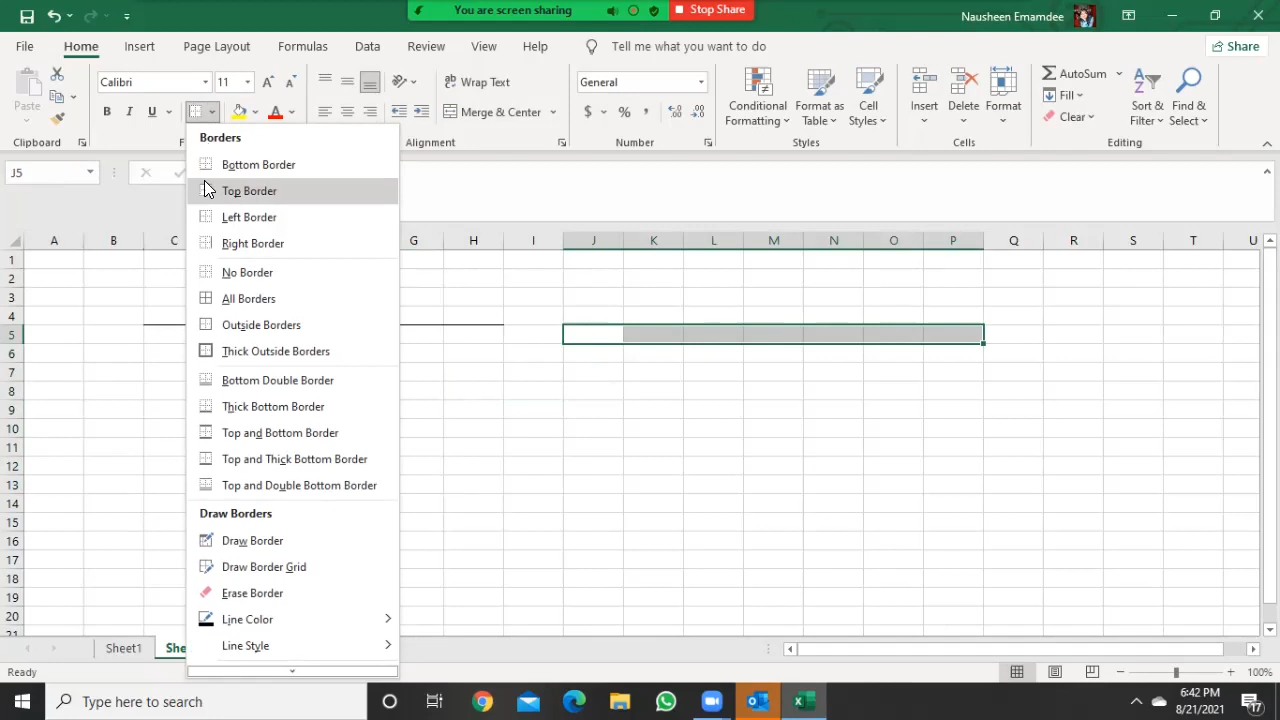 You are screen sharing
Stop Share
Nausheen Emamdee
File Home Insert Page Layout Formulas Data Review View Help Tell me what you want to do Share
Paste
Calibri 11
B I U
Wrap Text
Merge & Center
General
$ % ,
Conditional Formatting
Format as Table
Cell Styles
Insert
Delete
Format
AutoSum
Fill
Clear
Sort & Filter
Find & Select
Clipboard Alignment Number Styles Cells Editing
J5
Borders
Bottom Border
Top Border
Left Border
Right Border
No Border
All Borders
Outside Borders
Thick Outside Borders
Bottom Double Border
Thick Bottom Border
Top and Bottom Border
Top and Thick Bottom Border
Top and Double Bottom Border
Draw Borders
Draw Border
Draw Border Grid
Erase Border
Line Color
Line Style
A B C G H I J K L M N O P Q R S T U
1
2
3
4
5
6
7
8
9
10
11
12
13
14
15
16
17
18
19
20
21
Sheet1 She
Ready
100%
Type here to search
6:42 PM
8/21/2021
17